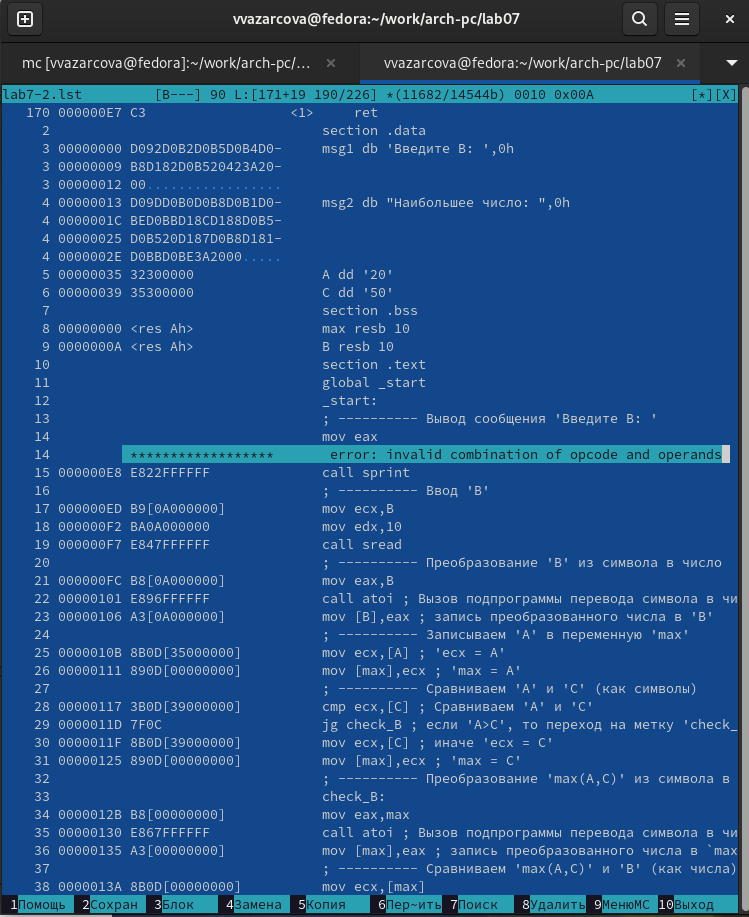 vvazarcova@fedora:~/work/arch-pc/lab07
mc [vvazarcova@fedora]:~/work/arch-pc/... × vvazarcova@fedora:~/work/arch-pc/lab07 ×
lab7-2.lst [B---] 90 L:[171+19 190/226] *(11682/14544b) 0010 0x00A [*][X]
170 000000E7 C3 <1> ret
2 section .data
3 00000000 D092D0B2D0B5D0B4D0- msg1 db 'Введите B: ',0h
3 00000009 B8D182D0B520423A20-
3 00000012 00.................
4 00000013 D09DD0B0D0B8D0B1D0- msg2 db "Наибольшее число: ",0h
4 0000001C BED0BBD18CD188D0B5-
4 00000025 D0B520D187D0B8D181-
4 0000002E D0BBD0BE3A2000.....
5 00000035 32300000 A dd '20'
6 00000039 35300000 C dd '50'
7 section .bss
8 00000000 <res Ah> max resb 10
9 0000000A <res Ah> B resb 10
10 section .text
11 global _start
12 _start:
13 ; ---------- Вывод сообщения 'Введите B: '
14 mov eax
14 ****************** error: invalid combination of opcode and operands
15 000000E8 E822FFFFFF call sprint
16 ; ---------- Ввод 'B'
17 000000ED B9[0A000000] mov ecx,B
18 000000F2 BA0A000000 mov edx,10
19 000000F7 E847FFFFFF call sread
20 ; ---------- Преобразование 'B' из символа в число
21 000000FC B8[0A000000] mov eax,B
22 00000101 E896FFFFFF call atoi ; Вызов подпрограммы перевода символа в чи
23 00000106 A3[0A000000] mov [B],eax ; запись преобразованного числа в 'B'
24 ; ---------- Записываем 'A' в переменную 'max'
25 0000010B 8B0D[35000000] mov ecx,[A] ; 'ecx = A'
26 00000111 890D[00000000] mov [max],ecx ; 'max = A'
27 ; ---------- Сравниваем 'A' и 'C' (как символы)
28 00000117 3B0D[39000000] cmp ecx,[C] ; Сравниваем 'A' и 'C'
29 0000011D 7F0C jg check_B ; если 'A>C', то переход на метку 'check_
30 0000011F 8B0D[39000000] mov ecx,[C] ; иначе 'ecx = C'
31 00000125 890D[00000000] mov [max],ecx ; 'max = C'
32 ; ---------- Преобразование 'max(A,C)' из символа в
33 check_B:
34 0000012B B8[00000000] mov eax,max
35 00000130 E867FFFFFF call atoi ; Вызов подпрограммы перевода символа в чи
36 00000135 A3[00000000] mov [max],eax ; запись преобразованного числа в `max
37 ; ---------- Сравниваем 'max(A,C)' и 'B' (как числа)
38 0000013A 8B0D[00000000] mov ecx,[max]
1Помощь 2Сохран 3Блок 4Замена 5Копия 6Пер~ить 7Поиск 8Удалить 9МенюМС 10Выход